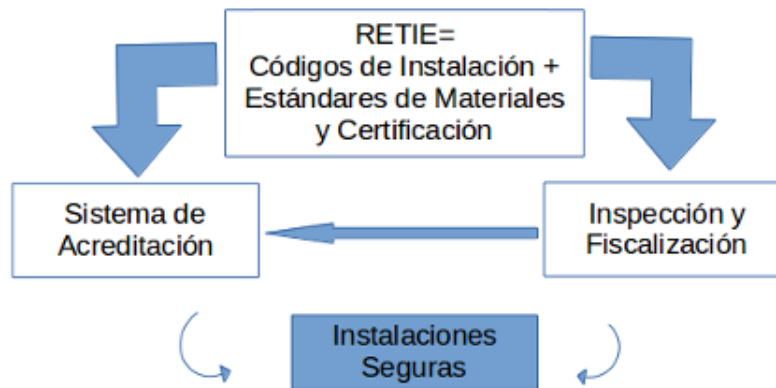 RETIE=
Códigos de Instalación +
Estándares de Materiales
y Certificación
Sistema de
Acreditación
Inspección y
Fiscalización
Instalaciones
Seguras